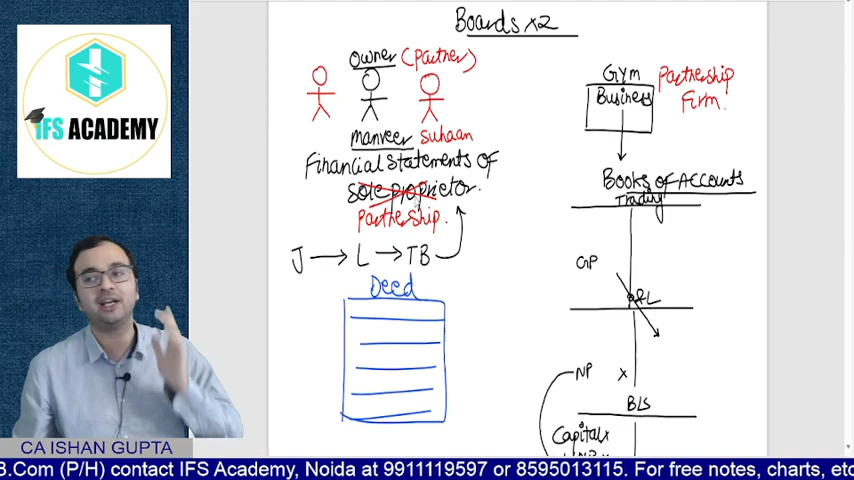 Boards x2
IFS ACADEMY
owner (Partner)
manveer suhaan
Financial Statements of
Sole proprietor.
Partnership.
J → L → TB
Deed
Gym
Business
Partnership
Firm.
Books of Accounts
Trading
GP
P&L
NP x
B/S
Capital x
CA ISHAN GUPTA
B.Com (P/H) contact IFS Academy, Noida at 9911119597 or 8595013115. For free notes, charts, etc